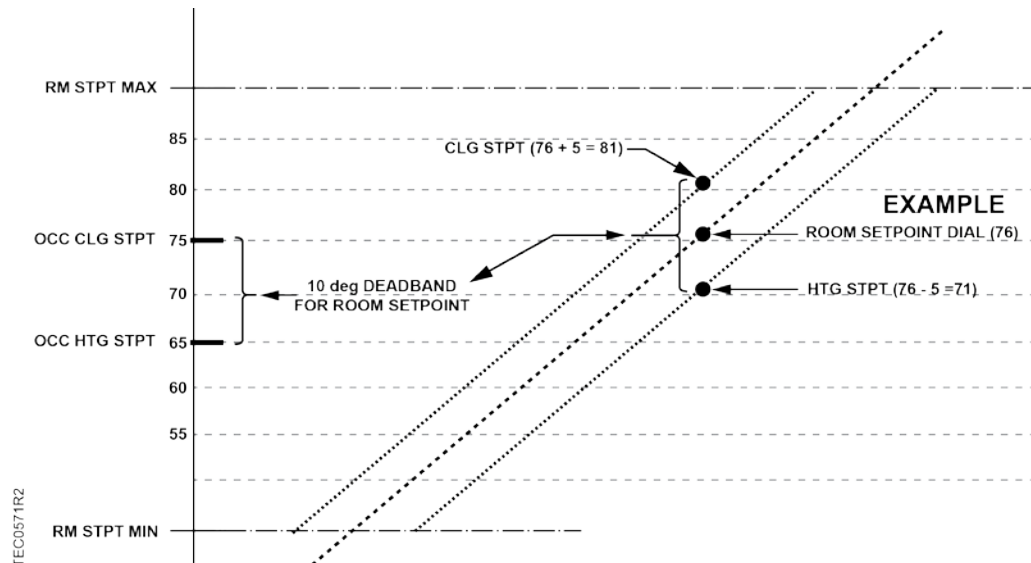 RM STPT MAX
85
CLG STPT (76 + 5 = 81)
80
EXAMPLE
OCC CLG STPT 75
ROOM SETPOINT DIAL (76)
10 deg DEADBAND
FOR ROOM SETPOINT
70
HTG STPT (76 - 5 =71)
OCC HTG STPT 65
60
55
RM STPT MIN
TEC0571R2